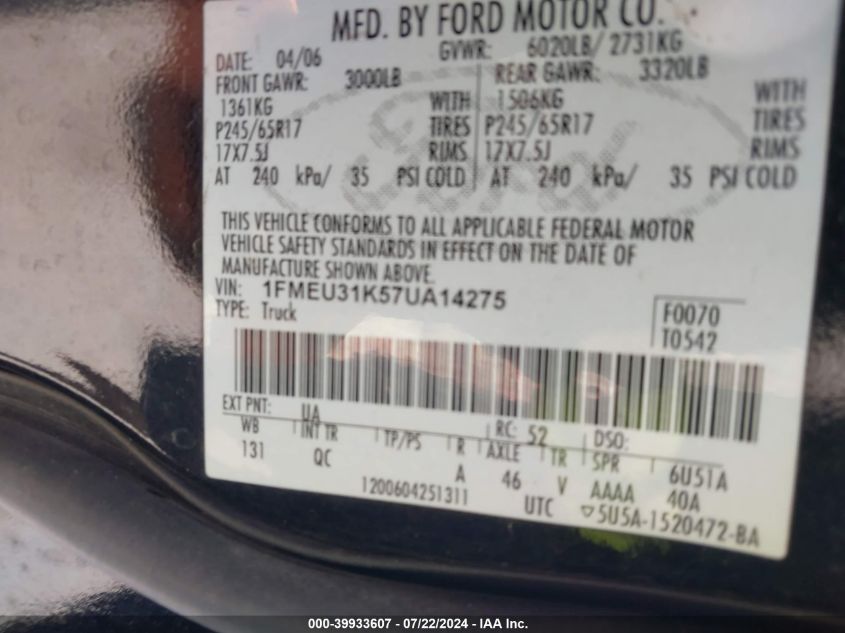 MFD. BY FORD MOTOR CO.
DATE: 04/06 GVWR: 6020LB/ 2731KG
FRONT GAWR: 3000LB REAR GAWR: 3320LB
1361KG WITH 1506KG WITH
P245/65R17 TIRES P245/65R17 TIRES
17X7.5J RIMS 17X7.5J RIMS
AT 240 kPa/ 35 PSI COLD AT 240 kPa/ 35 PSI COLD
THIS VEHICLE CONFORMS TO ALL APPLICABLE FEDERAL MOTOR
VEHICLE SAFETY STANDARDS IN EFFECT ON THE DATE OF
MANUFACTURE SHOWN ABOVE.
VIN: 1FMEU31K57UA14275
TYPE: Truck
F0070
T0542
EXT PNT: UA RC: 52 DSO:
WB INT TR TP/PS R AXLE TR SPR 6U51A
131 QC A 46 V AAAA 40A
1200604251311 UTC ▽5U5A-1520472-BA
000-39933607 - 07/22/2024 - IAA Inc.